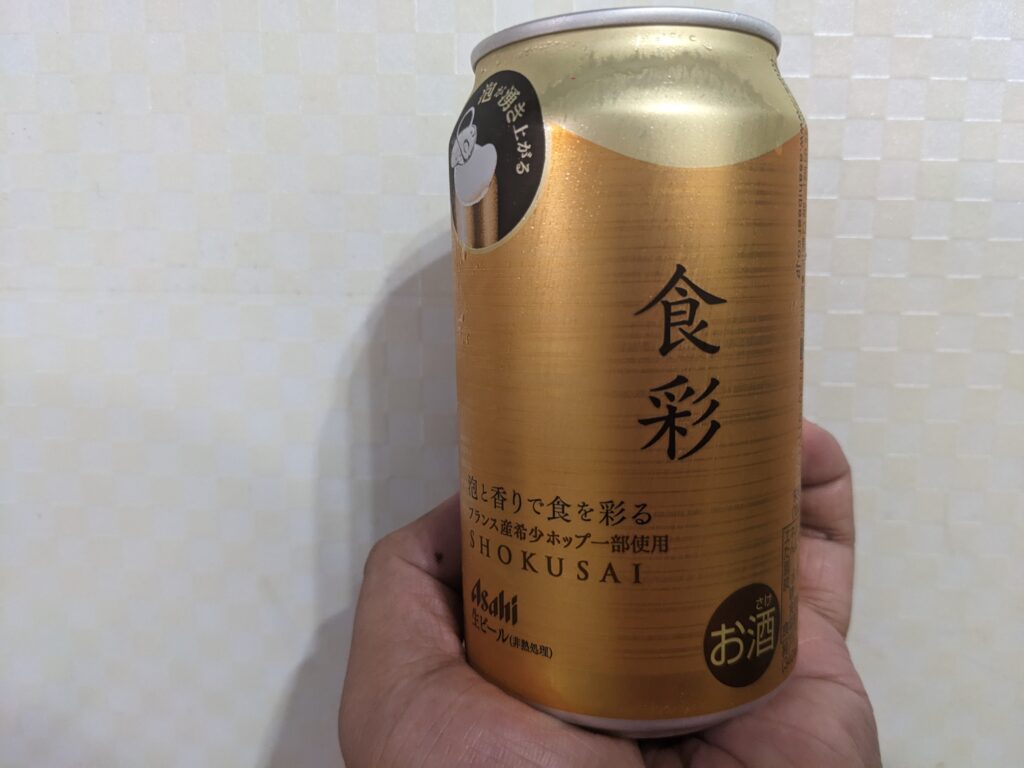 泡が湧き上がる
食彩
泡と香りで食を彩る
フランス産希少ホップ一部使用
SHOKUSAI
Asahi
生ビール(非熱処理)
さけ
お酒